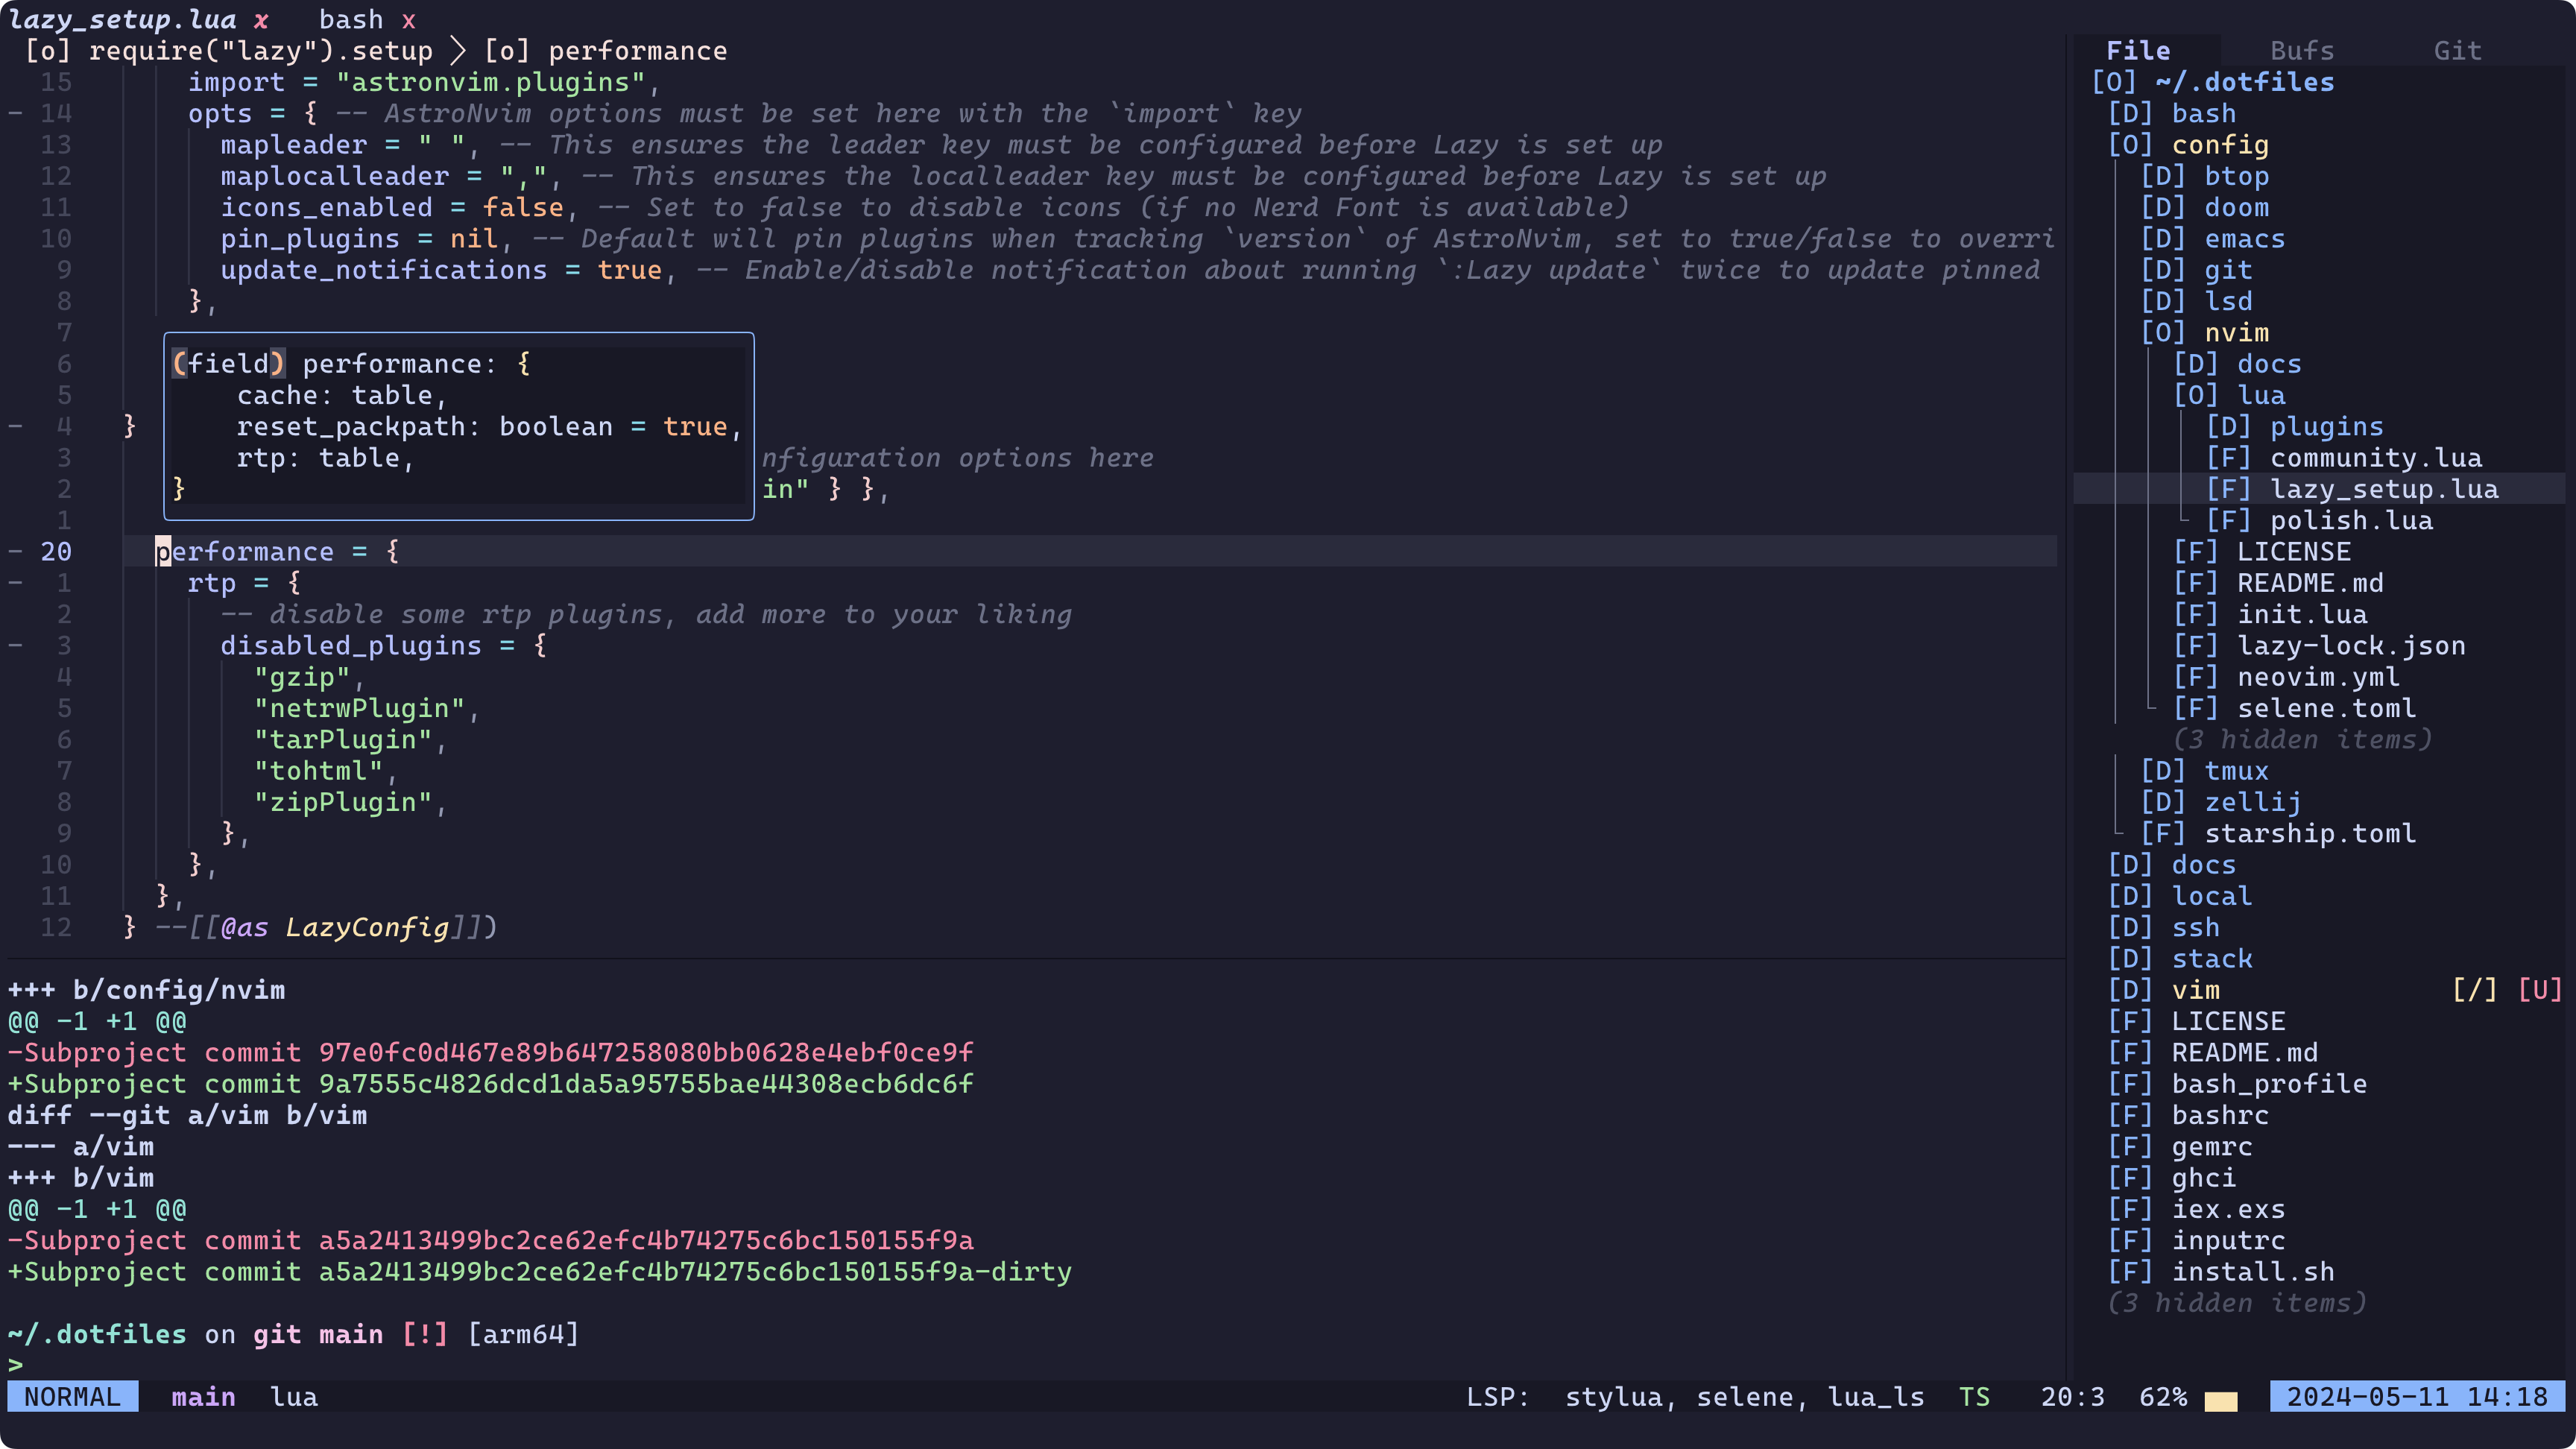 lazy_setup.lua x bash x
[o] require("lazy").setup > [o] performance
15 import = "astronvim.plugins",
- 14 opts = { -- AstroNvim options must be set here with the `import` key
13 mapleader = " ", -- This ensures the leader key must be configured before Lazy is set up
12 maplocalleader = ",", -- This ensures the localleader key must be configured before Lazy is set up
11 icons_enabled = false, -- Set to false to disable icons (if no Nerd Font is available)
10 pin_plugins = nil, -- Default will pin plugins when tracking `version` of AstroNvim, set to true/false to overri
9 update_notifications = true, -- Enable/disable notification about running `:Lazy update` twice to update pinned
8 },
7
6 (field) performance: {
5 cache: table,
- 4 } reset_packpath: boolean = true,
3 rtp: table, nfiguration options here
2 } in" } },
1
- 20 performance = {
- 1 rtp = {
2 -- disable some rtp plugins, add more to your liking
- 3 disabled_plugins = {
4 "gzip",
5 "netrwPlugin",
6 "tarPlugin",
7 "tohtml",
8 "zipPlugin",
9 },
10 },
11 },
12 } --[[@as LazyConfig]])
+++ b/config/nvim
@@ -1 +1 @@
-Subproject commit 97e0fc0d467e89b647258080bb0628e4ebf0ce9f
+Subproject commit 9a7555c4826dcd1da5a95755bae44308ecb6dc6f
diff --git a/vim b/vim
--- a/vim
+++ b/vim
@@ -1 +1 @@
-Subproject commit a5a2413499bc2ce62efc4b74275c6bc150155f9a
+Subproject commit a5a2413499bc2ce62efc4b74275c6bc150155f9a-dirty
~/.dotfiles on git main [!] [arm64]
>
File Bufs Git
[O] ~/.dotfiles
[D] bash
[O] config
[D] btop
[D] doom
[D] emacs
[D] git
[D] lsd
[O] nvim
[D] docs
[O] lua
[D] plugins
[F] community.lua
[F] lazy_setup.lua
[F] polish.lua
[F] LICENSE
[F] README.md
[F] init.lua
[F] lazy-lock.json
[F] neovim.yml
[F] selene.toml
(3 hidden items)
[D] tmux
[D] zellij
[F] starship.toml
[D] docs
[D] local
[D] ssh
[D] stack
[D] vim [/] [U]
[F] LICENSE
[F] README.md
[F] bash_profile
[F] bashrc
[F] gemrc
[F] ghci
[F] iex.exs
[F] inputrc
[F] install.sh
(3 hidden items)
NORMAL main lua LSP: stylua, selene, lua_ls TS 20:3 62% 2024-05-11 14:18